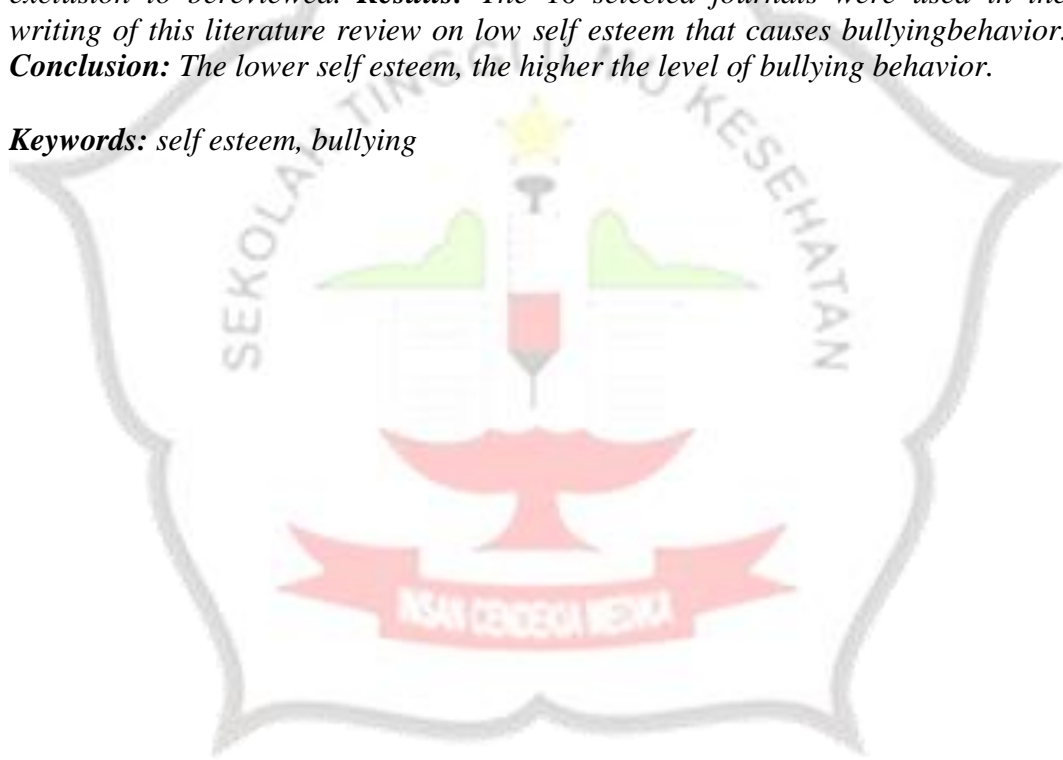 exclusion to bereviewed. Results: The 10 selected journals were used in the
writing of this literature review on low self esteem that causes bullyingbehavior.
Conclusion: The lower self esteem, the higher the level of bullying behavior.
Keywords: self esteem, bullying
SEKOLAH TINGGI ILMU KESEHATAN
INSAN CENDEKIA MEDIKA